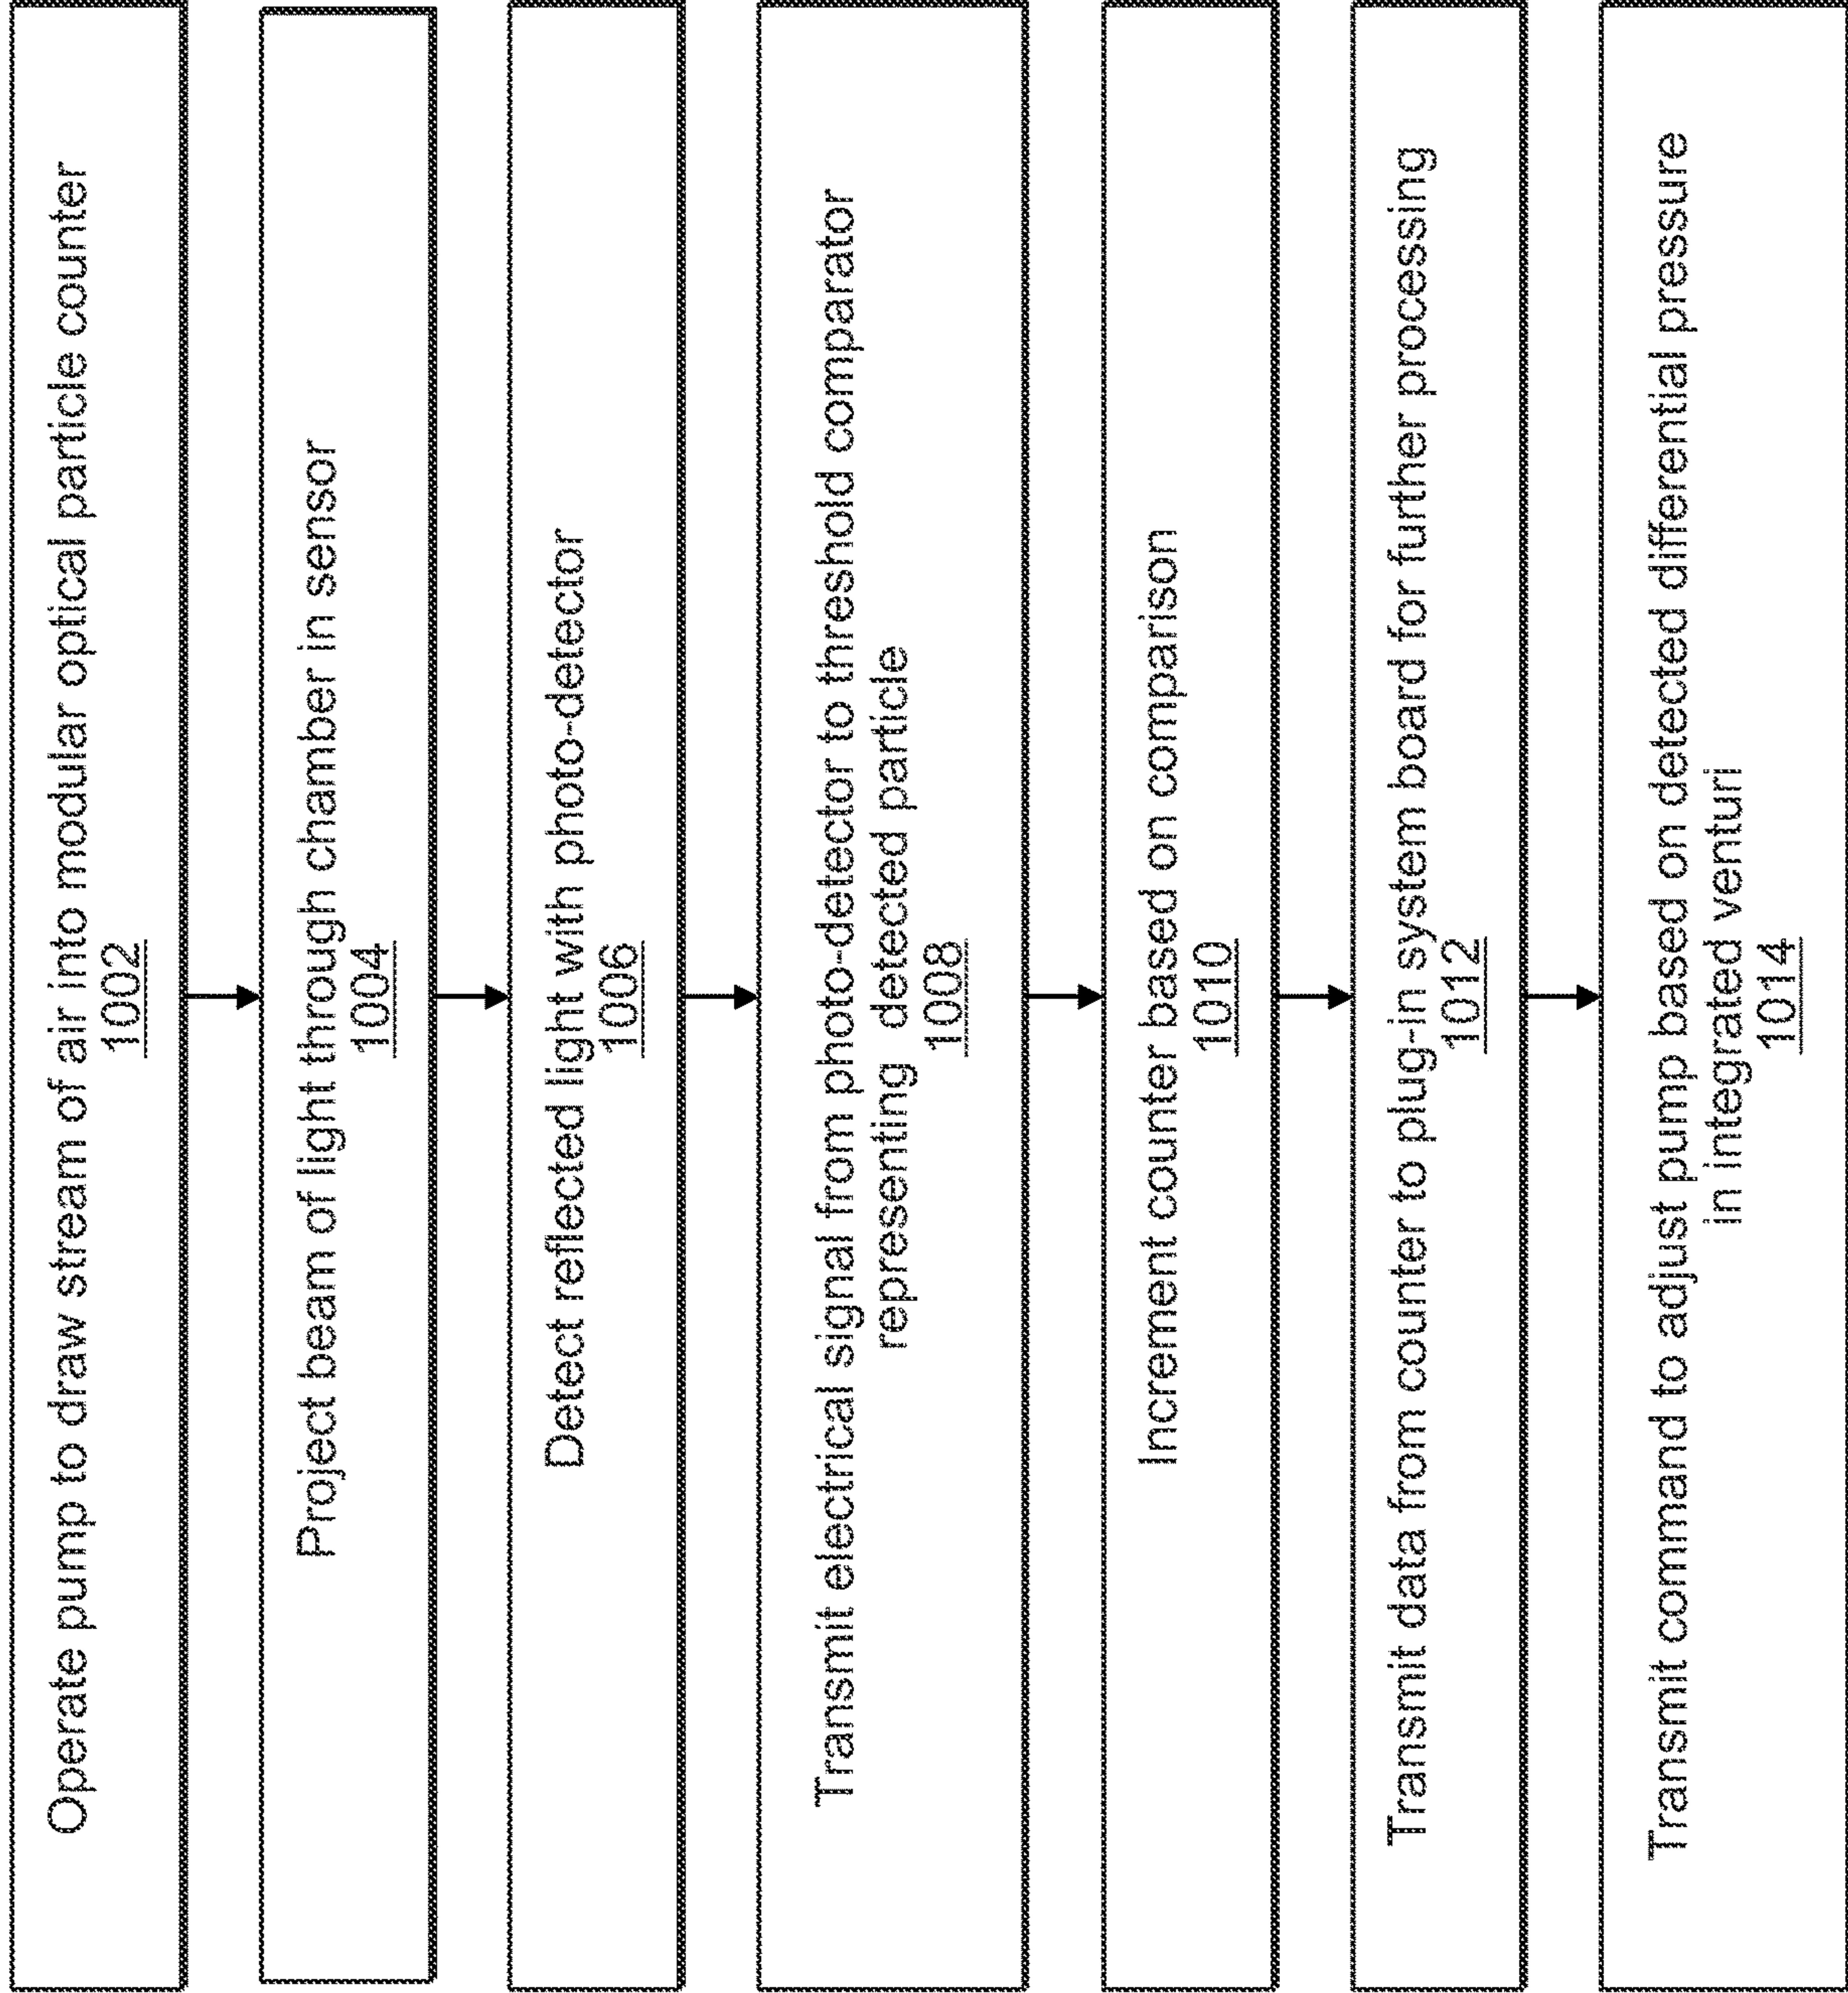 Operate pump to draw stream of air into modular optical particle counter
1002
Project beam of light through chamber in sensor
1004
Detect reflected light with photo-detector
1006
Transmit electrical signal from photo-detector to threshold comparator
representing detected particle
1008
Increment counter based on comparison
1010
Transmit data from counter to plug-in system board for further processing
1012
Transmit command to adjust pump based on detected differential pressure
in integrated venturi
1014